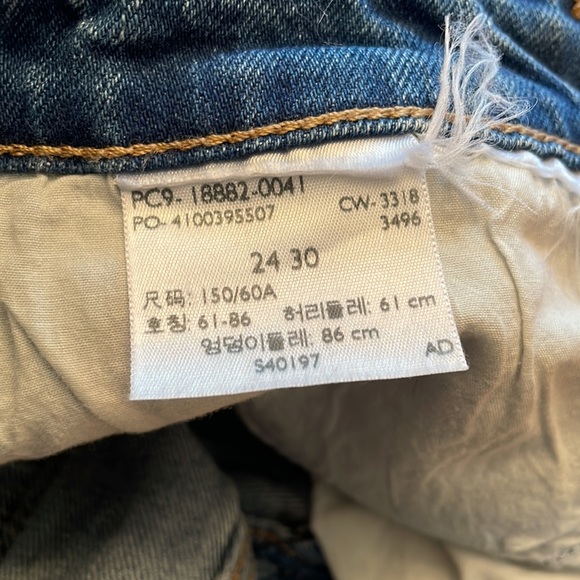 PC9- 18882-0041
PO- 4100395507
CW- 3318
3496
24 30
尺码: 150/60A
호칭: 61-86 허리둘레: 61 cm
엉덩이둘레: 86 cm
S40197
AD